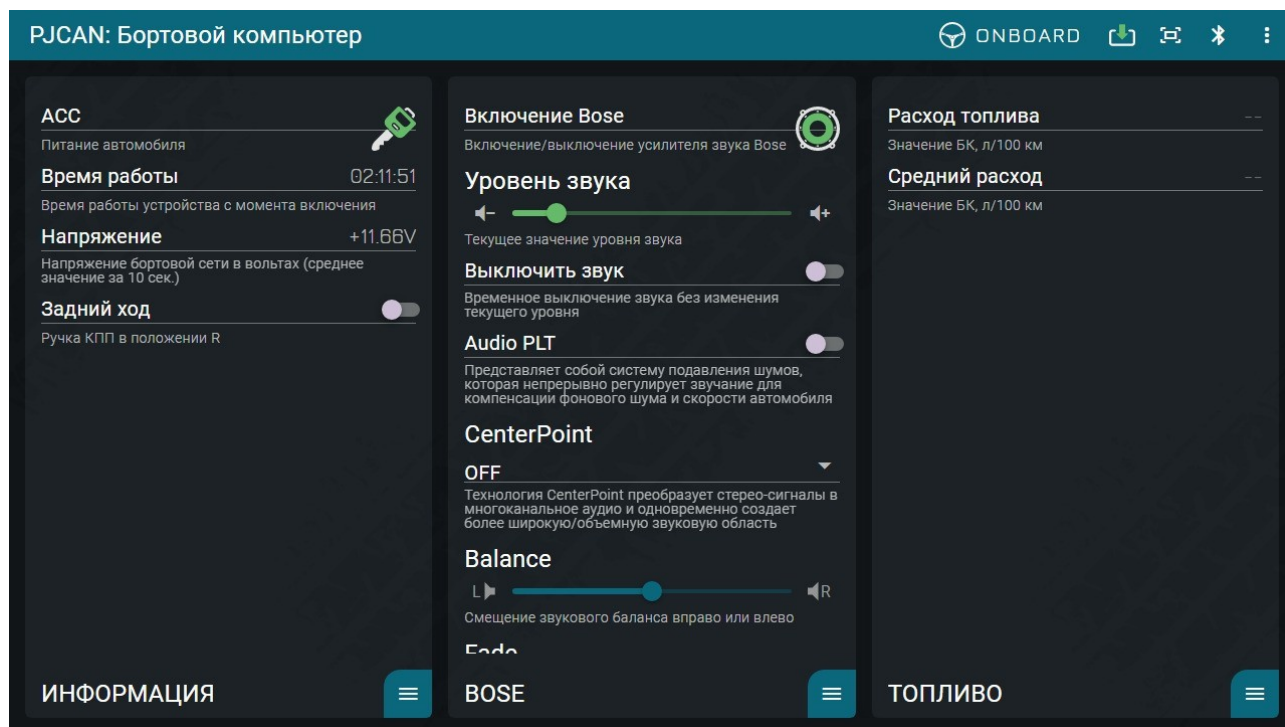 PJCAN: Бортовой компьютер
ONBOARD
ACC
Питание автомобиля
Время работы 02:11:51
Время работы устройства с момента включения
Напряжение +11.66V
Напряжение бортовой сети в вольтах (среднее
значение за 10 сек.)
Задний ход
Ручка КПП в положении R
ИНФОРМАЦИЯ
Включение Bose
Включение/выключение усилителя звука Bose
Уровень звука
Текущее значение уровня звука
Выключить звук
Временное выключение звука без изменения
текущего уровня
Audio PLT
Представляет собой систему подавления шумов,
которая непрерывно регулирует звучание для
компенсации фонового шума и скорости автомобиля
CenterPoint
OFF
Технология CenterPoint преобразует стерео-сигналы в
многоканальное аудио и одновременно создает
более широкую/объемную звуковую область
Balance
L R
Смещение звукового баланса вправо или влево
Fade
BOSE
Расход топлива --
Значение БК, л/100 км
Средний расход --
Значение БК, л/100 км
ТОПЛИВО